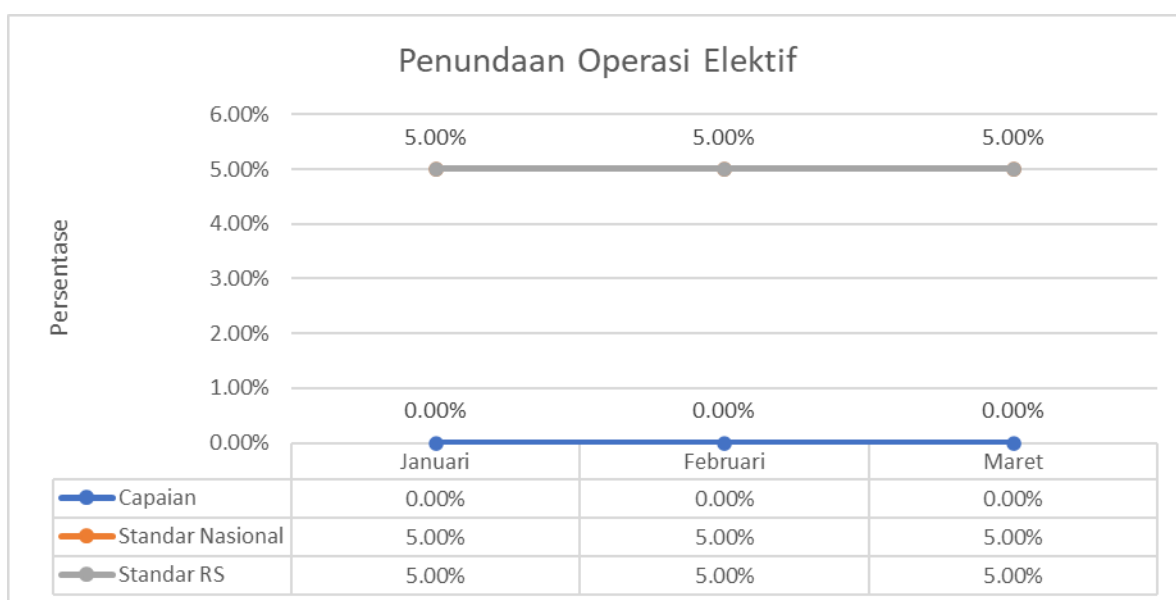 Penundaan Operasi Elektif
6.00%
5.00% 5.00% 5.00%
5.00%
4.00%
3.00%
2.00%
1.00%
0.00% 0.00% 0.00%
0.00%
Persentase
Januari Februari Maret
Capaian 0.00% 0.00% 0.00%
Standar Nasional 5.00% 5.00% 5.00%
Standar RS 5.00% 5.00% 5.00%